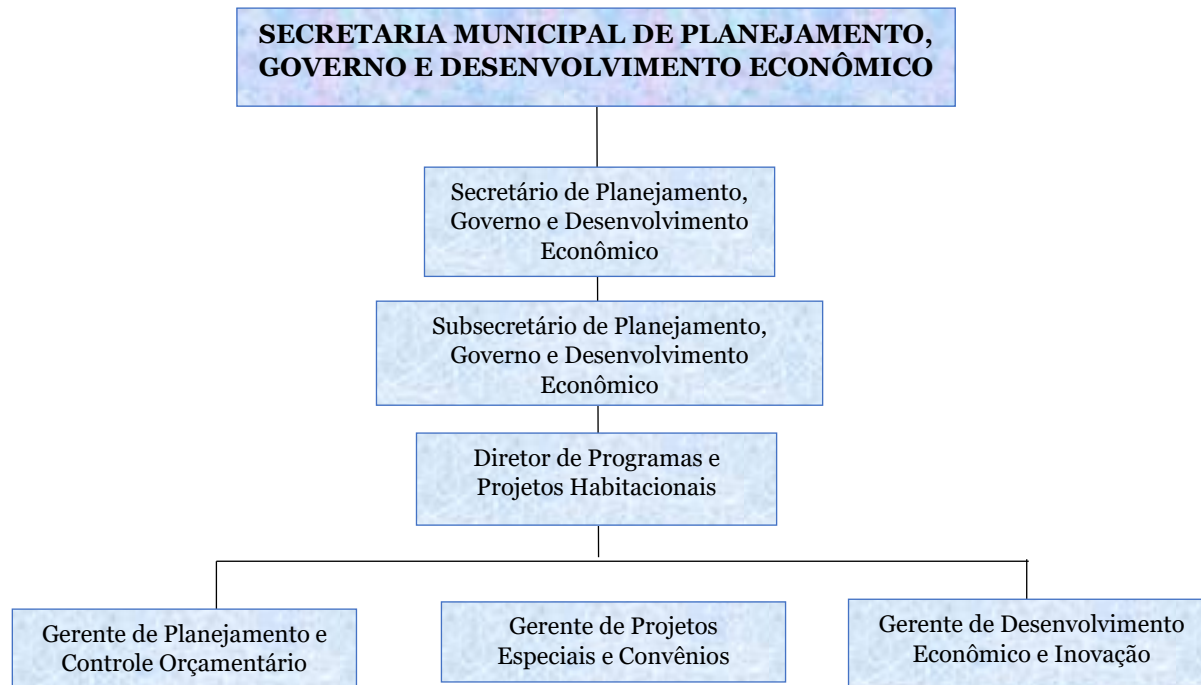 SECRETARIA MUNICIPAL DE PLANEJAMENTO,
GOVERNO E DESENVOLVIMENTO ECONÔMICO
Secretário de Planejamento,
Governo e Desenvolvimento
Econômico
Subsecretário de Planejamento,
Governo e Desenvolvimento
Econômico
Diretor de Programas e
Projetos Habitacionais
Gerente de Planejamento e
Controle Orçamentário
Gerente de Projetos
Especiais e Convênios
Gerente de Desenvolvimento
Econômico e Inovação